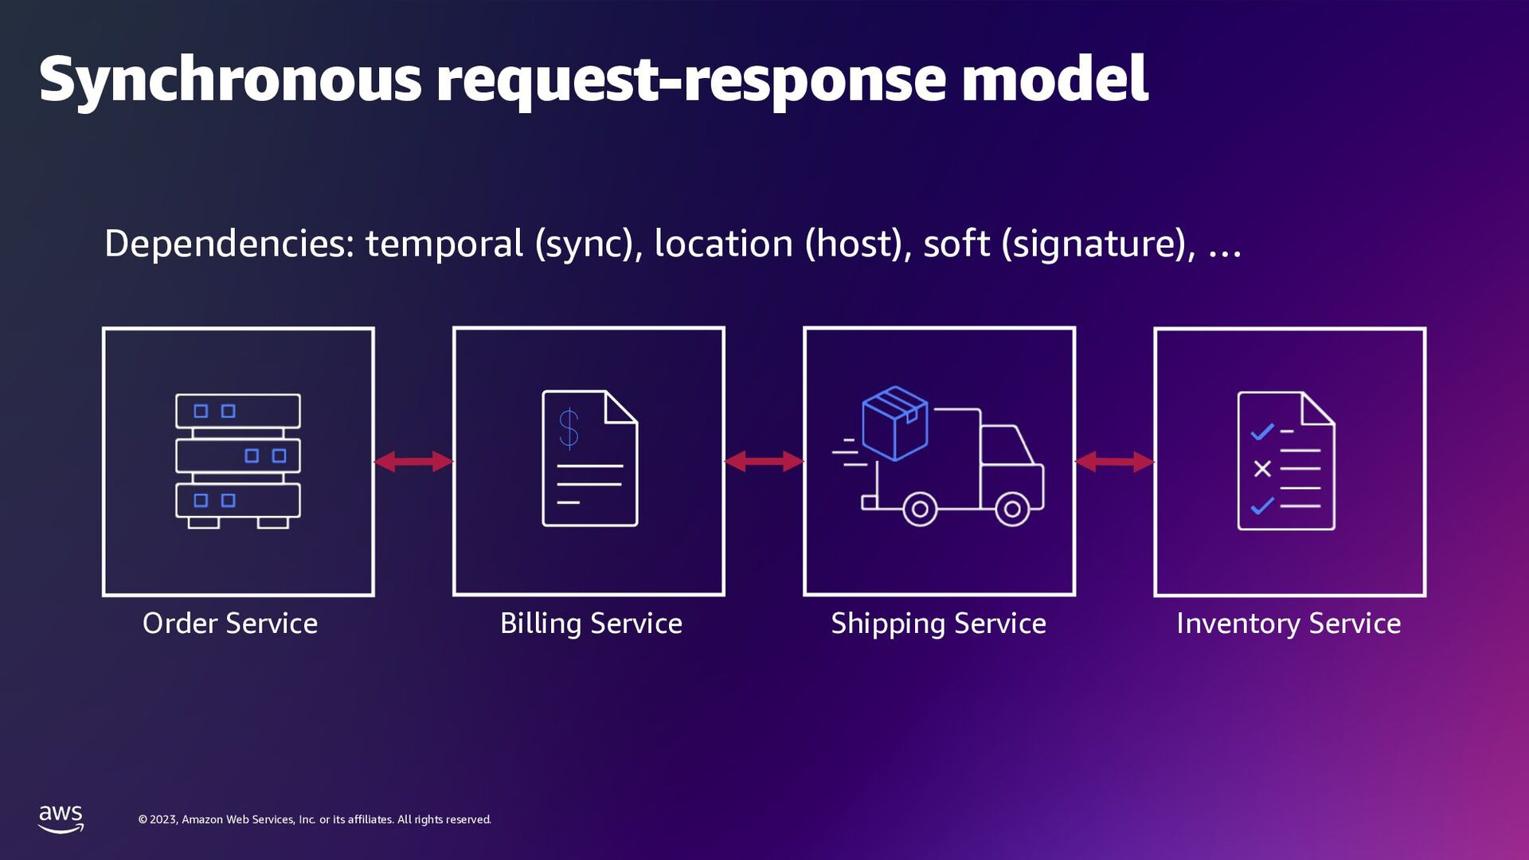 Synchronous request-response model
Dependencies: temporal (sync), location (host), soft (signature), ...
$
Order Service
Billing Service
Shipping Service
Inventory Service
aws
© 2023, Amazon Web Services, Inc. or its affiliates. All rights reserved.